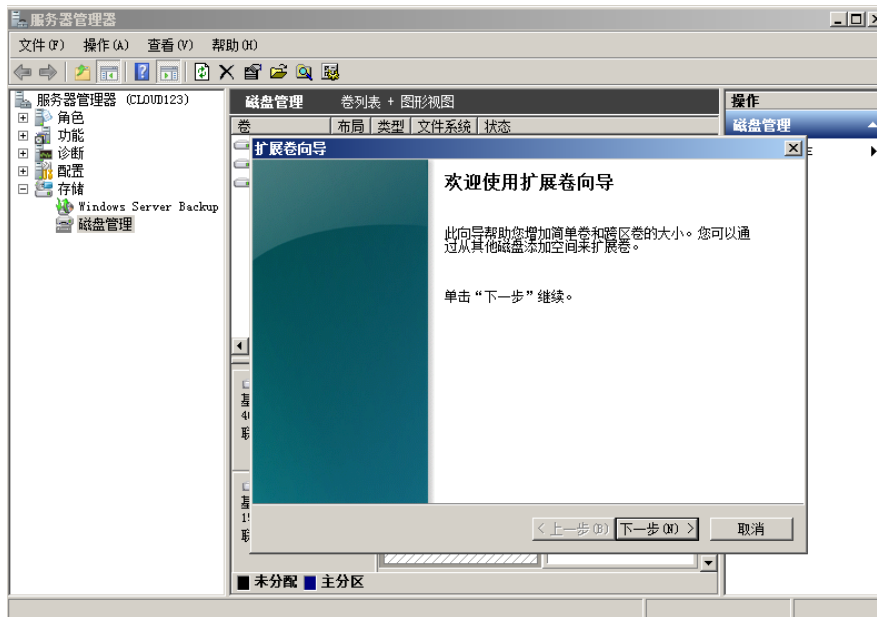 服务器管理器
文件(F) 操作(A) 查看(V) 帮助(H)
服务器管理器 (CLOUD123)
角色
功能
诊断
配置
存储
Windows Server Backup
磁盘管理
磁盘管理 卷列表 + 图形视图
卷 布局 类型 文件系统 状态
操作
磁盘管理
扩展卷向导
欢迎使用扩展卷向导
此向导帮助您增加简单卷和跨区卷的大小。您可以通
过从其他磁盘添加空间来扩展卷。
单击“下一步”继续。
< 上一步(B) 下一步(N) > 取消
未分配 主分区